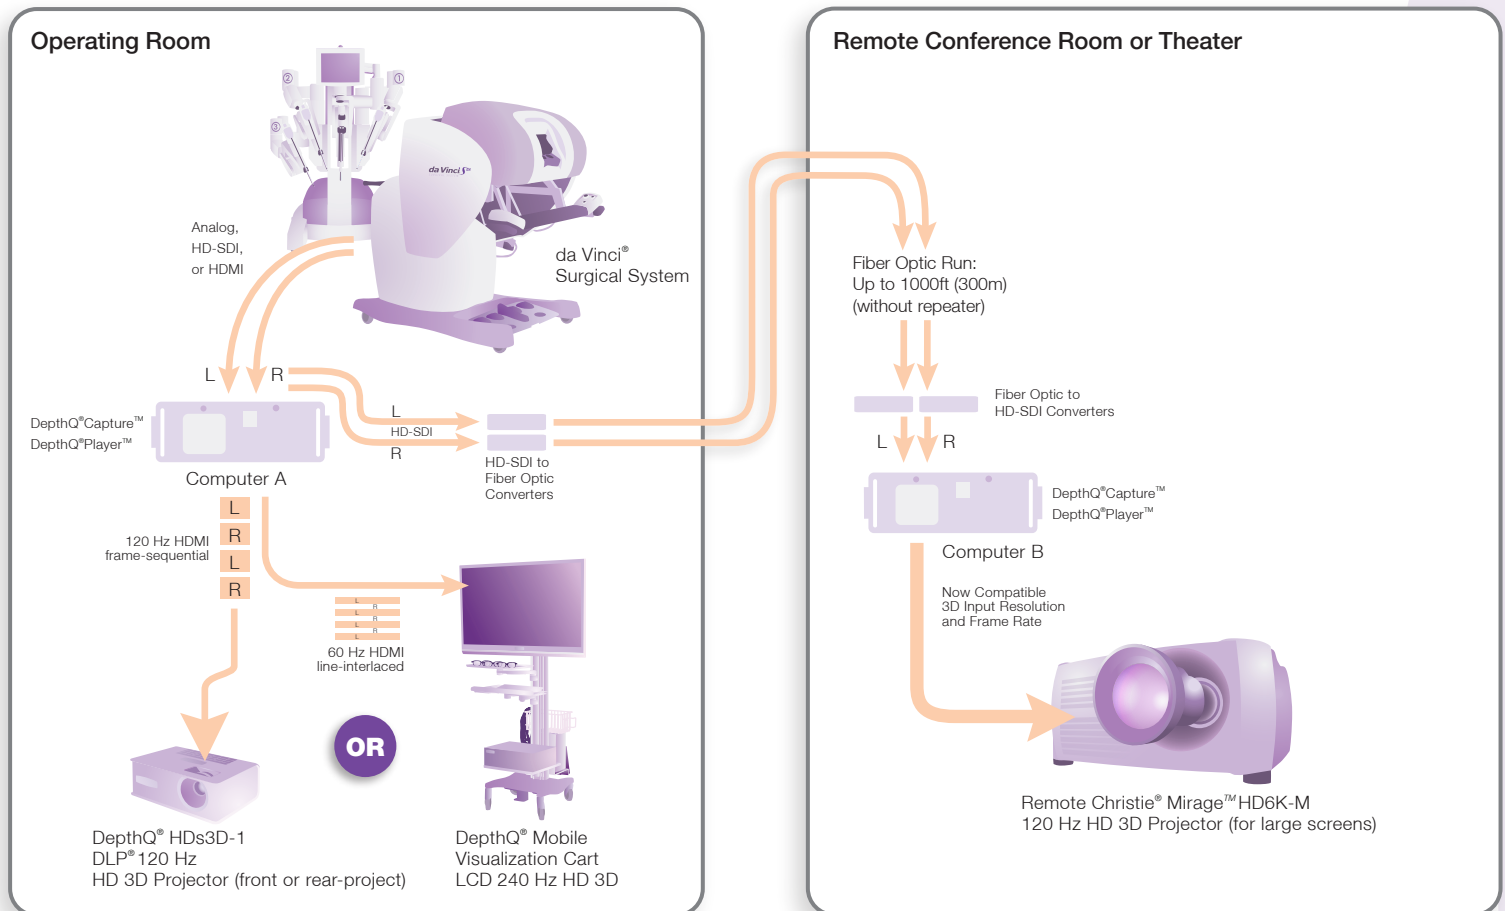 Operating Room
②
①
③
da Vinci S
Analog,
HD-SDI,
or HDMI
da Vinci®
Surgical System
L
R
DepthQ®Capture™
DepthQ®Player™
Computer A
L
HD-SDI
R
HD-SDI to
Fiber Optic
Converters
L
R
L
R
120 Hz HDMI
frame-sequential
L
R
L
R
L
R
L
60 Hz HDMI
line-interlaced
OR
DepthQ® HDs3D-1
DLP® 120 Hz
HD 3D Projector (front or rear-project)
DepthQ® Mobile
Visualization Cart
LCD 240 Hz HD 3D
Remote Conference Room or Theater
Fiber Optic Run:
Up to 1000ft (300m)
(without repeater)
Fiber Optic to
HD-SDI Converters
L
R
DepthQ®Capture™
DepthQ®Player™
Computer B
Now Compatible
3D Input Resolution
and Frame Rate
Remote Christie® Mirage™ HD6K-M
120 Hz HD 3D Projector (for large screens)